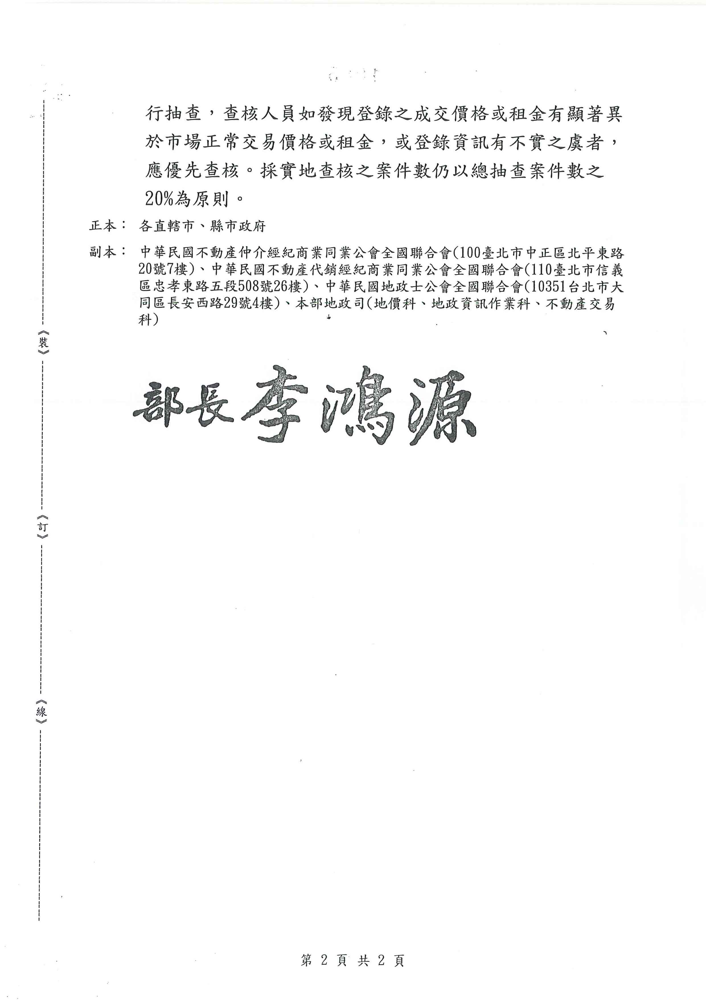 行抽查，查核人員如發現登錄之成交價格或租金有顯著異
於市場正常交易價格或租金，或登錄資訊有不實之虞者，
應優先查核。採實地查核之案件數仍以總抽查案件數之
20%為原則。
正本： 各直轄市、縣市政府
副本： 中華民國不動產仲介經紀商業同業公會全國聯合會(100臺北市中正區北平東路
20號7樓)、中華民國不動產代銷經紀商業同業公會全國聯合會(110臺北市信義
區忠孝東路五段508號26樓)、中華民國地政士公會全國聯合會(10351台北市大
同區長安西路29號4樓)、本部地政司(地價科、地政資訊作業科、不動產交易
科)
《裝》
部長李鴻源
《訂》
《線》
第 2 頁 共 2 頁